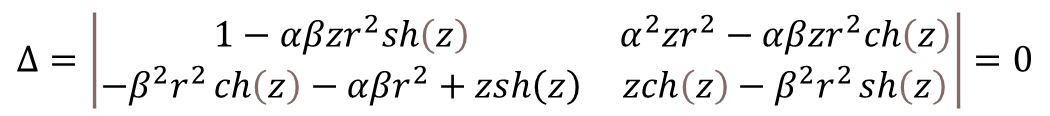 Δ = |1 − αβzr²sh(z) α²zr² − αβzr²ch(z)| = 0
|−β²r² ch(z) − αβr² + zsh(z) zch(z) − β²r² sh(z)|